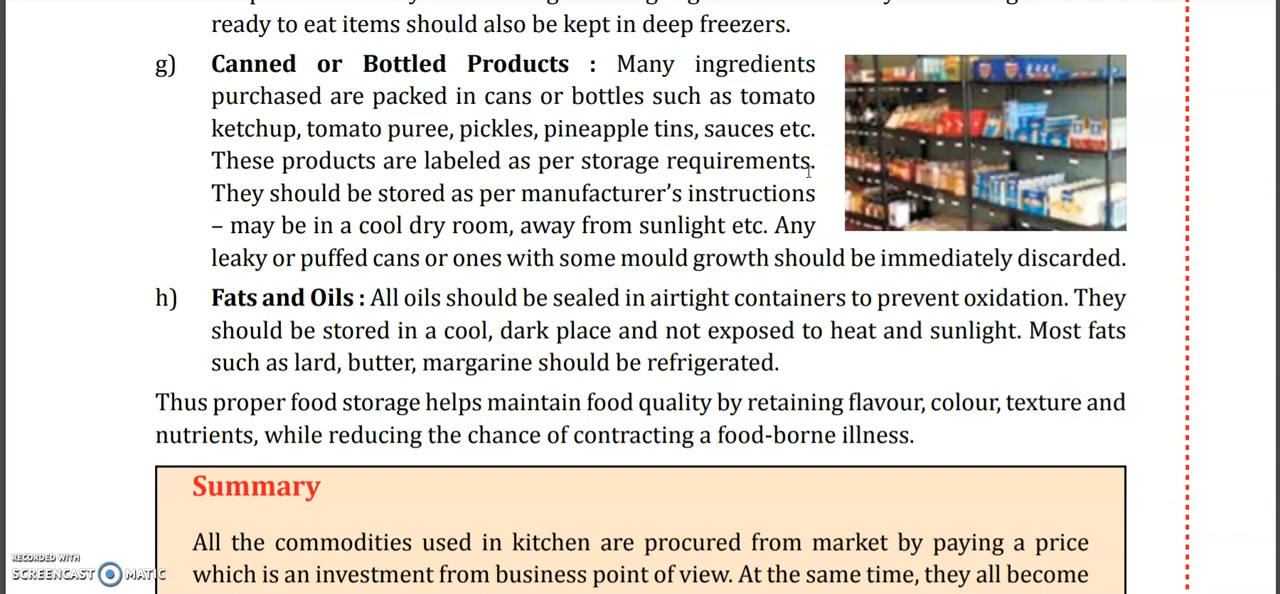 ready to eat items should also be kept in deep freezers.
g) Canned or Bottled Products : Many ingredients
purchased are packed in cans or bottles such as tomato
ketchup, tomato puree, pickles, pineapple tins, sauces etc.
These products are labeled as per storage requirements.
They should be stored as per manufacturer’s instructions
– may be in a cool dry room, away from sunlight etc. Any
leaky or puffed cans or ones with some mould growth should be immediately discarded.
h) Fats and Oils : All oils should be sealed in airtight containers to prevent oxidation. They
should be stored in a cool, dark place and not exposed to heat and sunlight. Most fats
such as lard, butter, margarine should be refrigerated.
Thus proper food storage helps maintain food quality by retaining flavour, colour, texture and
nutrients, while reducing the chance of contracting a food-borne illness.
Summary
All the commodities used in kitchen are procured from market by paying a price
which is an investment from business point of view. At the same time, they all become
RECORDED WITH
SCREENCAST MATIC